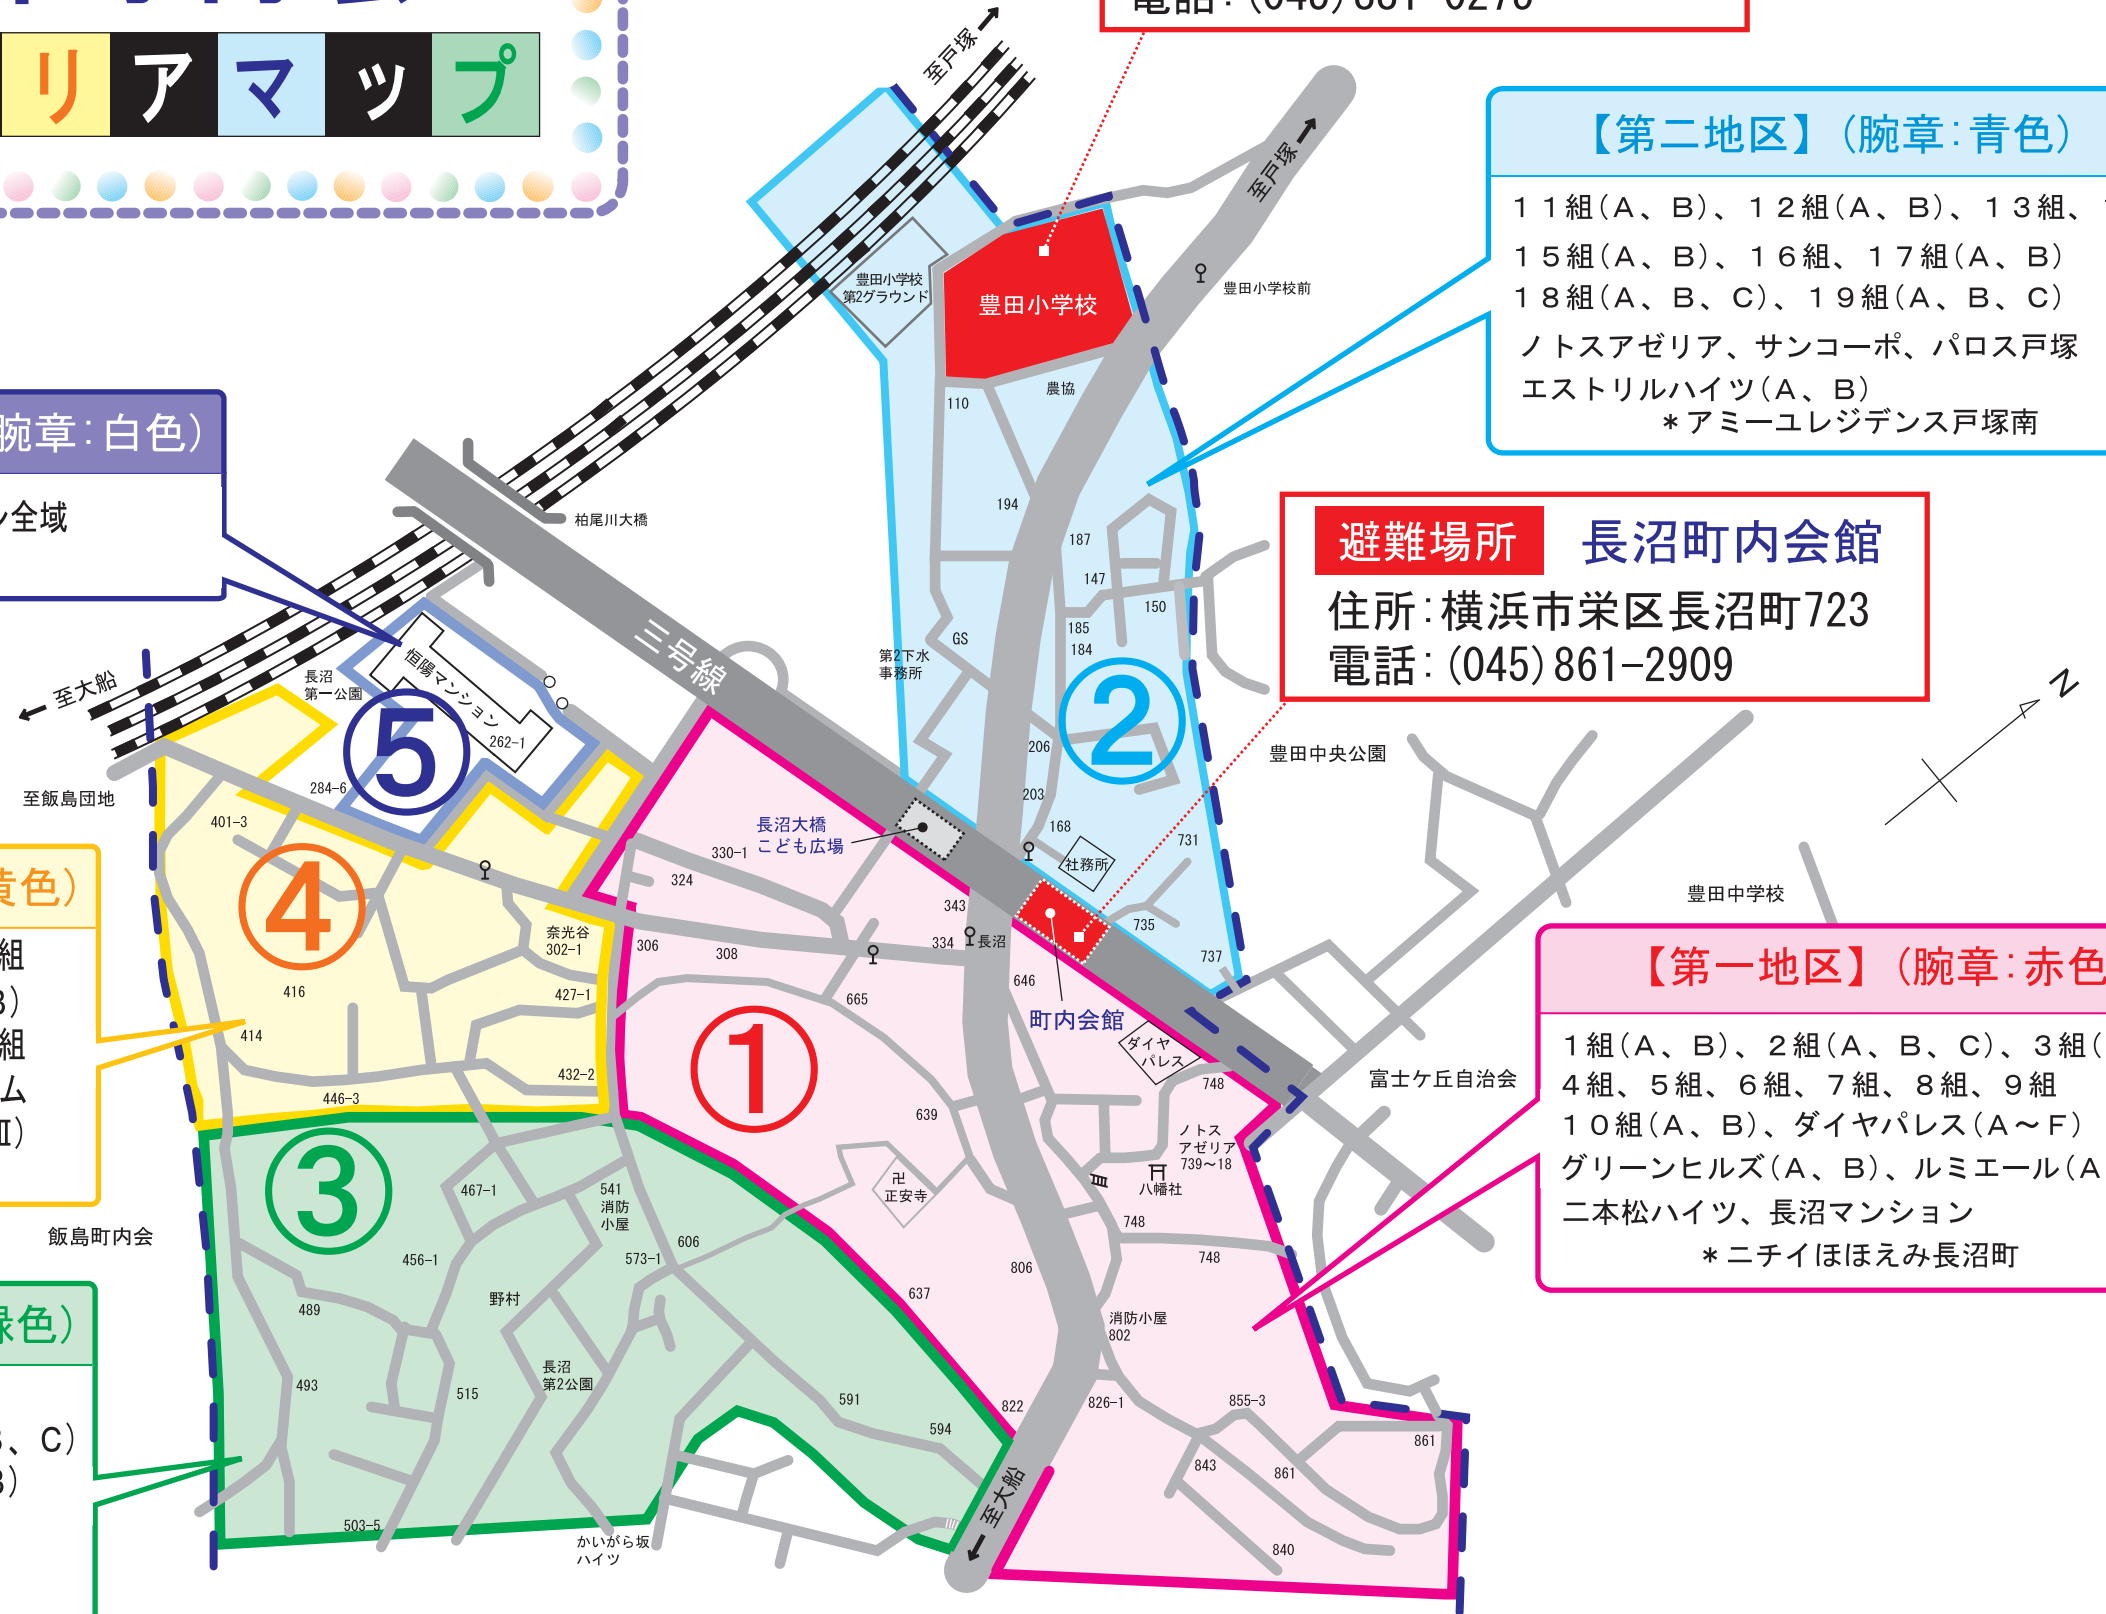 リアマップ
至戸塚
至戸塚
【第二地区】（腕章：青色）
１１組（Ａ、Ｂ）、１２組（Ａ、Ｂ）、１３組、
１５組（Ａ、Ｂ）、１６組、１７組（Ａ、Ｂ）
１８組（Ａ、Ｂ、Ｃ）、１９組（Ａ、Ｂ、Ｃ）
ノトスアゼリア、サンコーポ、パロス戸塚
エストリルハイツ（Ａ、Ｂ）
＊アミーユレジデンス戸塚南
豊田小学校
第2グラウンド
豊田小学校
豊田小学校前
農協
110
194
187
147
150
185
184
GS
第2下水
事務所
②
206
203
168
社務所
731
735
737
腕章：白色）
ン全域
柏尾川大橋
三号線
避難場所 長沼町内会館
住所：横浜市栄区長沼町723
電話：（045）861−2909
N
豊田中央公園
豊田中学校
富士ケ丘自治会
至大船
長沼
第一公園
恒陽マンション
262-1
⑤
284-6
至飯島団地
401-3
④
416
414
446-3
奈光谷
302-1
427-1
432-2
黄色）
組
B）
組
ム
飯島町内会
長沼大橋
こども広場
330-1
324
343
334
長沼
306
308
665
646
町内会館
ダイヤ
パレス
748
①
639
ノトス
アゼリア
739〜18
八幡社
卍
正安寺
748
748
806
637
消防小屋
802
822
826-1
855-3
861
843
861
840
【第一地区】（腕章：赤色
１組（Ａ、Ｂ）、２組（Ａ、Ｂ、Ｃ）、３組（
４組、５組、６組、７組、８組、９組
１０組（Ａ、Ｂ）、ダイヤパレス（Ａ〜Ｆ）
グリーンヒルズ（Ａ、Ｂ）、ルミエール（Ａ
二本松ハイツ、長沼マンション
＊ニチイほほえみ長沼町
③
467-1
541
消防
小屋
456-1
573-1
606
489
野村
493
515
長沼
第2公園
591
594
503-5
かいがら坂
ハイツ
至大船
緑色）
、Ｃ）
B）